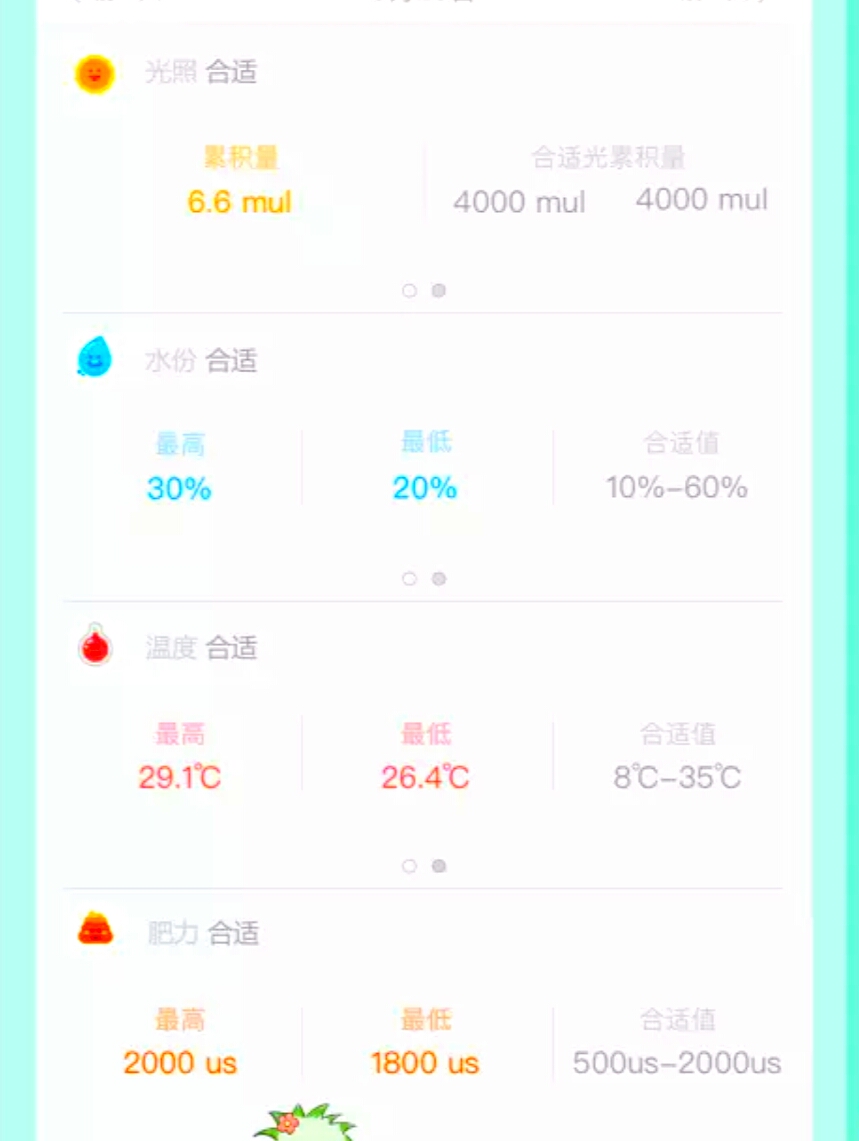 光照 合适
累积量 合适光累积量
6.6 mul 4000 mul 4000 mul
水份 合适
最高 最低 合适值
30% 20% 10%–60%
温度 合适
最高 最低 合适值
29.1℃ 26.4℃ 8℃–35℃
肥力 合适
最高 最低 合适值
2000 us 1800 us 500us–2000us